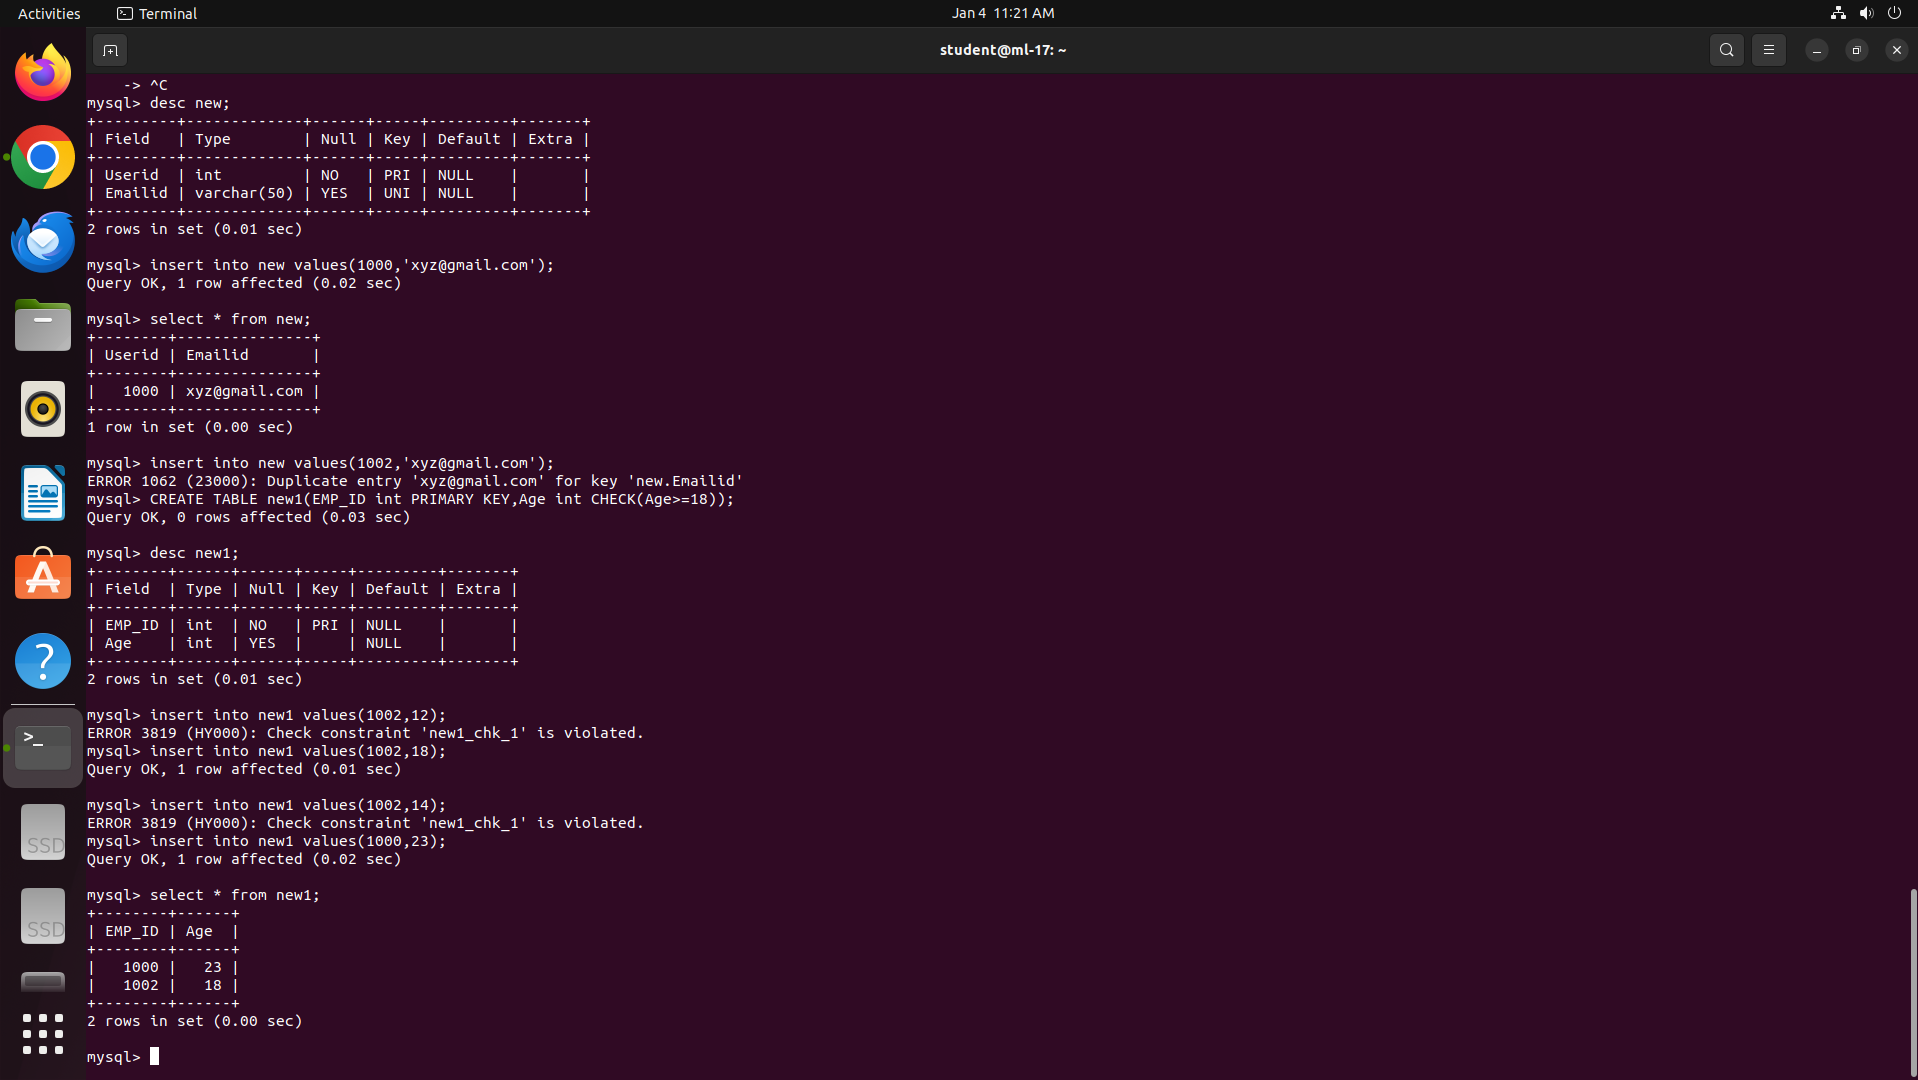 Activities
Terminal
Jan 4 11:21 AM
student@ml-17: ~
    -> ^C
mysql> desc new;
+---------+-------------+------+-----+---------+-------+
| Field   | Type        | Null | Key | Default | Extra |
+---------+-------------+------+-----+---------+-------+
| Userid  | int         | NO   | PRI | NULL    |       |
| Emailid | varchar(50) | YES  | UNI | NULL    |       |
+---------+-------------+------+-----+---------+-------+
2 rows in set (0.01 sec)
mysql> insert into new values(1000,'xyz@gmail.com');
Query OK, 1 row affected (0.02 sec)
mysql> select * from new;
+--------+---------------+
| Userid | Emailid       |
+--------+---------------+
|   1000 | xyz@gmail.com |
+--------+---------------+
1 row in set (0.00 sec)
mysql> insert into new values(1002,'xyz@gmail.com');
ERROR 1062 (23000): Duplicate entry 'xyz@gmail.com' for key 'new.Emailid'
mysql> CREATE TABLE new1(EMP_ID int PRIMARY KEY,Age int CHECK(Age>=18));
Query OK, 0 rows affected (0.03 sec)
mysql> desc new1;
+--------+------+------+-----+---------+-------+
| Field  | Type | Null | Key | Default | Extra |
+--------+------+------+-----+---------+-------+
| EMP_ID | int  | NO   | PRI | NULL    |       |
| Age    | int  | YES  |     | NULL    |       |
+--------+------+------+-----+---------+-------+
2 rows in set (0.01 sec)
mysql> insert into new1 values(1002,12);
ERROR 3819 (HY000): Check constraint 'new1_chk_1' is violated.
mysql> insert into new1 values(1002,18);
Query OK, 1 row affected (0.01 sec)
mysql> insert into new1 values(1002,14);
ERROR 3819 (HY000): Check constraint 'new1_chk_1' is violated.
mysql> insert into new1 values(1000,23);
Query OK, 1 row affected (0.02 sec)
mysql> select * from new1;
+--------+------+
| EMP_ID | Age  |
+--------+------+
|   1000 |   23 |
|   1002 |   18 |
+--------+------+
2 rows in set (0.00 sec)
mysql>
?
>_
SSD
SSD